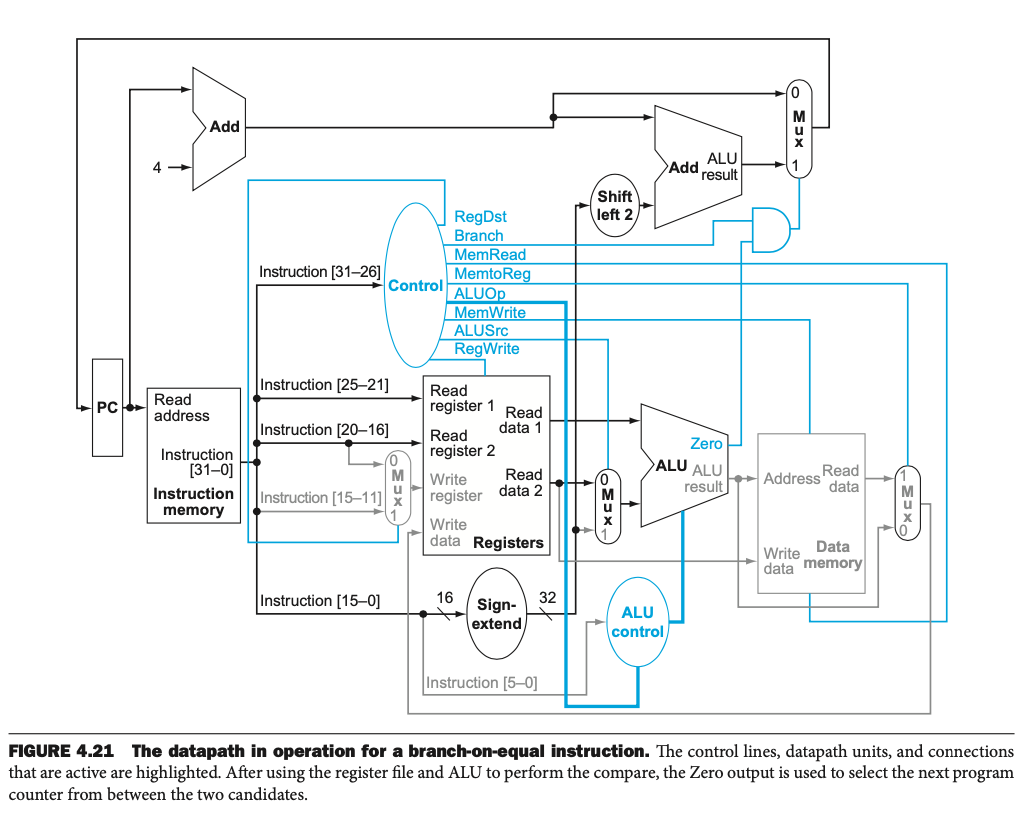 Add
4
0
M
u
x
1
Add ALU
result
Shift
left 2
RegDst
Branch
MemRead
MemtoReg
ALUOp
MemWrite
ALUSrc
RegWrite
Control
Instruction [31–26]
Instruction [25–21]
Instruction [20–16]
Instruction [15–11]
Instruction [15–0]
Instruction [5–0]
PC
Read
address
Instruction
[31–0]
Instruction
memory
0
M
u
x
1
Read
register 1
Read
register 2
Write
register
Write
data
Read
data 1
Read
data 2
Registers
0
M
u
x
1
Zero
ALU
ALU
result
Address
Read
data
Write
data
Data
memory
1
M
u
x
0
16
Sign-
extend
32
ALU
control
FIGURE 4.21 The datapath in operation for a branch-on-equal instruction. The control lines, datapath units, and connections
that are active are highlighted. After using the register file and ALU to perform the compare, the Zero output is used to select the next program
counter from between the two candidates.